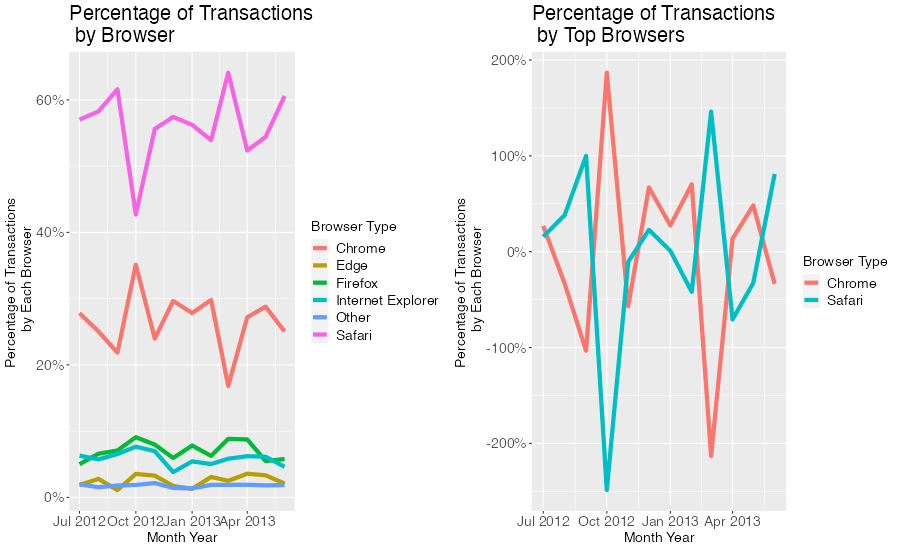 Percentage of Transactions
by Browser
60%
40%
20%
0%
Jul 2012
Oct 2012
Jan 2013
Apr 2013
Month Year
Percentage of Transactions
by Each Browser
Browser Type
Chrome
Edge
Firefox
Internet Explorer
Other
Safari
Percentage of Transactions
by Top Browsers
200%
100%
0%
-100%
-200%
Jul 2012
Oct 2012
Jan 2013
Apr 2013
Month Year
Percentage of Transactions
by Each Browser
Browser Type
Chrome
Safari